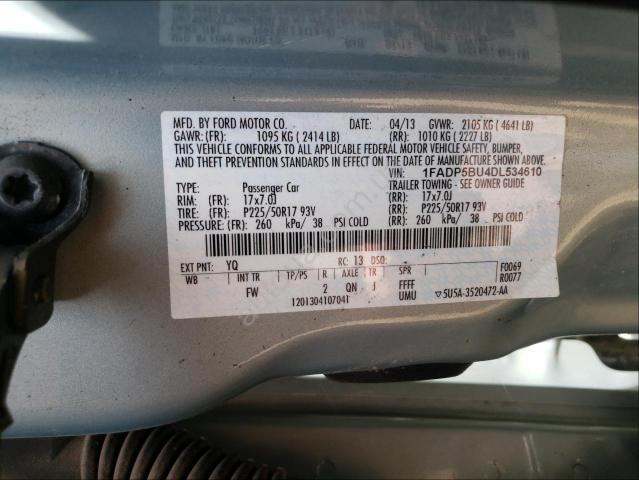 MFD. BY FORD MOTOR CO. 04/13 GVWR: 2105 KG ( 4641 LB)
GAWR: (FR): 1095 KG ( 2414 LB) (RR): 1010 KG ( 2227 LB)
THIS VEHICLE CONFORMS TO ALL APPLICABLE FEDERAL MOTOR VEHICLE SAFETY, BUMPER,
AND THEFT PREVENTION STANDARDS IN EFFECT ON THE DATE OF MANUFACTURE SHOWN ABOVE.
VIN: 1FADP5BU4DL534610
TYPE: Passenger Car TRAILER TOWING - SEE OWNER GUIDE
RIM: (FR): 17x7.0J (RR): 17x7.0J
TIRE: (FR): P225/50R17 93V (RR): P225/50R17 93V
PRESSURE: (FR): 260 kPa/ 38 PSI COLD (RR): 260 kPa/ 38 PSI COLD
EXT PNT: YQ RC: 13 DSO: F0069
WB INT TR TP/PS R AXLE TR SPR R0077
FW 2 QN J FFFF
1201304107041 UMU ▽5U5A-3520472-AA